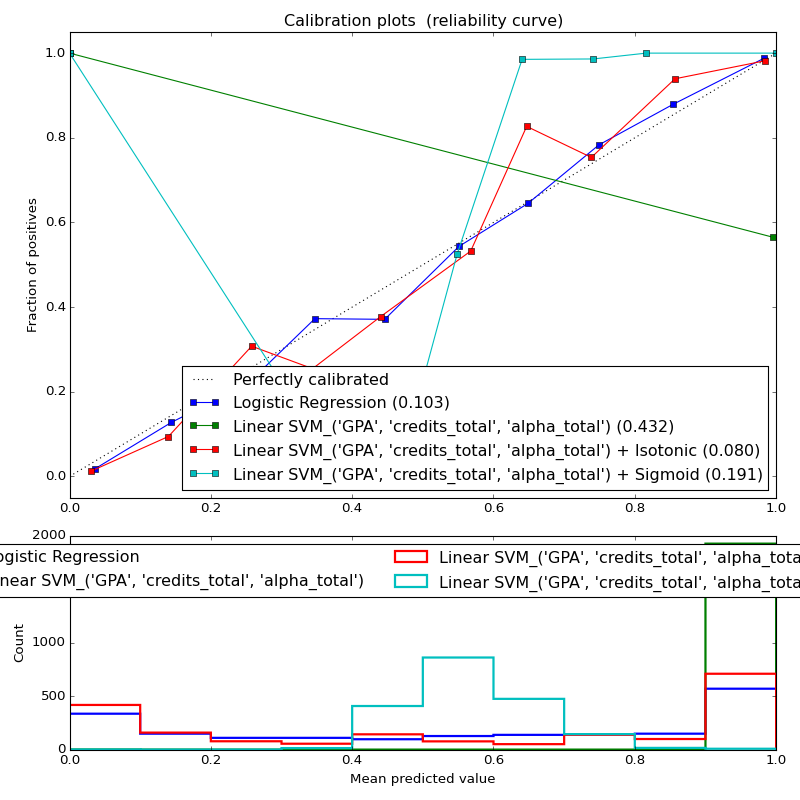 Calibration plots (reliability curve)
1.0
0.8
0.6
0.4
0.2
0.0
Fraction of positives
Perfectly calibrated
Logistic Regression (0.103)
Linear SVM_('GPA', 'credits_total', 'alpha_total') (0.432)
Linear SVM_('GPA', 'credits_total', 'alpha_total') + Isotonic (0.080)
Linear SVM_('GPA', 'credits_total', 'alpha_total') + Sigmoid (0.191)
0.0 0.2 0.4 0.6 0.8 1.0
2000
ogistic Regression
near SVM_('GPA', 'credits_total', 'alpha_total')
Linear SVM_('GPA', 'credits_total', 'alpha_tota
Linear SVM_('GPA', 'credits_total', 'alpha_tota
1000
500
0
Count
0.0 0.2 0.4 0.6 0.8 1.0
Mean predicted value